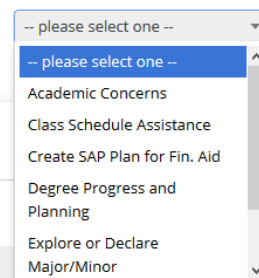 -- please select one --
-- please select one --
Academic Concerns
Class Schedule Assistance
Create SAP Plan for Fin. Aid
Degree Progress and
Planning
Explore or Declare
Major/Minor